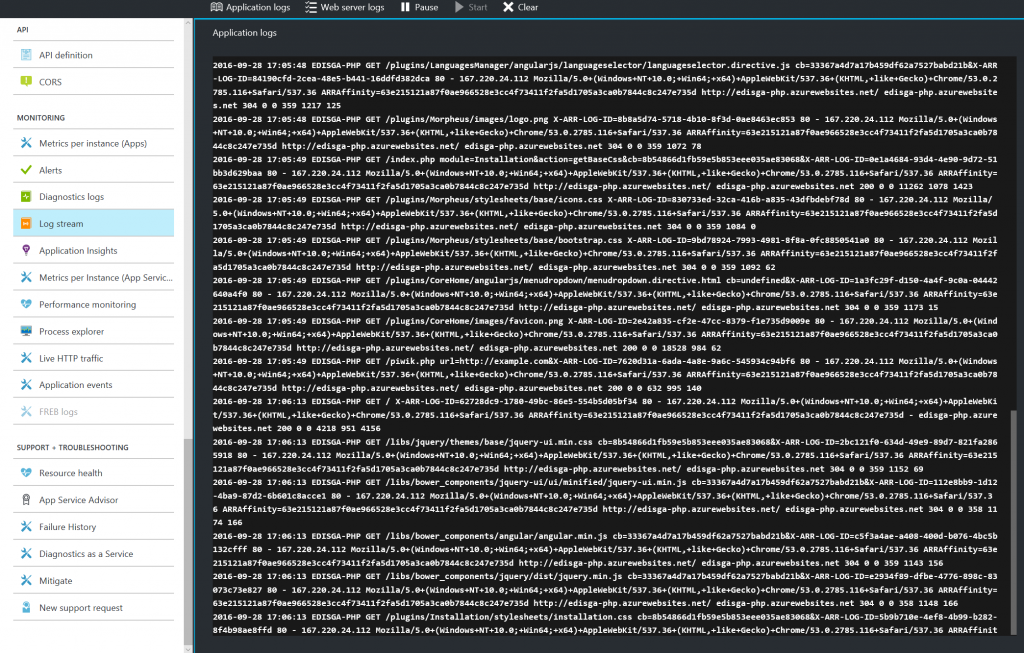 Application logs
Web server logs
Pause
Start
Clear
API
API definition
CORS
MONITORING
Metrics per instance (Apps)
Alerts
Diagnostics logs
Log stream
Application Insights
Metrics per Instance (App Servic...
Performance monitoring
Process explorer
Live HTTP traffic
Application events
FREB logs
SUPPORT + TROUBLESHOOTING
Resource health
App Service Advisor
Failure History
Diagnostics as a Service
Mitigate
New support request
Application logs
2016-09-28 17:05:48 EDISGA-PHP GET /plugins/LanguagesManager/angularjs/languageselector/languageselector.directive.js cb=33367a4d7a17b459df62a7527babd21b&X-ARR
-LOG-ID=84190cfd-2cea-48e5-b441-16ddfd382dca 80 - 167.220.24.112 Mozilla/5.0+(Windows+NT+10.0;+Win64;+x64)+AppleWebKit/537.36+(KHTML,+like+Gecko)+Chrome/53.0.2
785.116+Safari/537.36 ARRAffinity=63e215121a87f0ae966528e3cc4f73411f2fa5d1705a3ca0b7844c8c247e735d http://edisga-php.azurewebsites.net/ edisga-php.azurewebsite
s.net 304 0 0 359 1217 125
2016-09-28 17:05:48 EDISGA-PHP GET /plugins/Morpheus/images/logo.png X-ARR-LOG-ID=8b8a5d74-5718-4b10-8f3d-0ae8463ec853 80 - 167.220.24.112 Mozilla/5.0+(Windows
+NT+10.0;+Win64;+x64)+AppleWebKit/537.36+(KHTML,+like+Gecko)+Chrome/53.0.2785.116+Safari/537.36 ARRAffinity=63e215121a87f0ae966528e3cc4f73411f2fa5d1705a3ca0b78
44c8c247e735d http://edisga-php.azurewebsites.net/ edisga-php.azurewebsites.net 304 0 0 359 1072 78
2016-09-28 17:05:49 EDISGA-PHP GET /index.php module=Installation&action=getBaseCss&cb=8b54866d1fb59e5b853eee035ae83068&X-ARR-LOG-ID=0e1a4684-93d4-4e90-9d72-51
bb3d629baa 80 - 167.220.24.112 Mozilla/5.0+(Windows+NT+10.0;+Win64;+x64)+AppleWebKit/537.36+(KHTML,+like+Gecko)+Chrome/53.0.2785.116+Safari/537.36 ARRAffinity=
63e215121a87f0ae966528e3cc4f73411f2fa5d1705a3ca0b7844c8c247e735d http://edisga-php.azurewebsites.net/ edisga-php.azurewebsites.net 200 0 0 11262 1078 1423
2016-09-28 17:05:49 EDISGA-PHP GET /plugins/Morpheus/stylesheets/base/icons.css X-ARR-LOG-ID=830733ed-32ca-416b-a835-43dfbdebf78d 80 - 167.220.24.112 Mozilla/
5.0+(Windows+NT+10.0;+Win64;+x64)+AppleWebKit/537.36+(KHTML,+like+Gecko)+Chrome/53.0.2785.116+Safari/537.36 ARRAffinity=63e215121a87f0ae966528e3cc4f73411f2fa5d
1705a3ca0b7844c8c247e735d http://edisga-php.azurewebsites.net/ edisga-php.azurewebsites.net 304 0 0 359 1084 0
2016-09-28 17:05:49 EDISGA-PHP GET /plugins/Morpheus/stylesheets/base/bootstrap.css X-ARR-LOG-ID=9bd78924-7993-4981-8f8a-0fc8850541a0 80 - 167.220.24.112 Mozil
la/5.0+(Windows+NT+10.0;+Win64;+x64)+AppleWebKit/537.36+(KHTML,+like+Gecko)+Chrome/53.0.2785.116+Safari/537.36 ARRAffinity=63e215121a87f0ae966528e3cc4f73411f2f
a5d1705a3ca0b7844c8c247e735d http://edisga-php.azurewebsites.net/ edisga-php.azurewebsites.net 304 0 0 359 1092 62
2016-09-28 17:05:49 EDISGA-PHP GET /plugins/CoreHome/angularjs/menudropdown/menudropdown.directive.html cb=undefined&X-ARR-LOG-ID=1a3fc29f-d150-4a4f-9c0a-04442
640a4f0 80 - 167.220.24.112 Mozilla/5.0+(Windows+NT+10.0;+Win64;+x64)+AppleWebKit/537.36+(KHTML,+like+Gecko)+Chrome/53.0.2785.116+Safari/537.36 ARRAffinity=63e
215121a87f0ae966528e3cc4f73411f2fa5d1705a3ca0b7844c8c247e735d http://edisga-php.azurewebsites.net/ edisga-php.azurewebsites.net 304 0 0 359 1173 15
2016-09-28 17:05:49 EDISGA-PHP GET /plugins/CoreHome/images/favicon.png X-ARR-LOG-ID=2e42a835-cf2e-47cc-8379-f1e735d9009e 80 - 167.220.24.112 Mozilla/5.0+(Wind
ows+NT+10.0;+Win64;+x64)+AppleWebKit/537.36+(KHTML,+like+Gecko)+Chrome/53.0.2785.116+Safari/537.36 ARRAffinity=63e215121a87f0ae966528e3cc4f73411f2fa5d1705a3ca0
b7844c8c247e735d http://edisga-php.azurewebsites.net/ edisga-php.azurewebsites.net 200 0 0 18528 984 62
2016-09-28 17:05:49 EDISGA-PHP GET /piwik.php url=http://example.com&X-ARR-LOG-ID=7620d31a-6ada-4a8e-9a6c-545934c94bf6 80 - 167.220.24.112 Mozilla/5.0+(Windows
+NT+10.0;+Win64;+x64)+AppleWebKit/537.36+(KHTML,+like+Gecko)+Chrome/53.0.2785.116+Safari/537.36 ARRAffinity=63e215121a87f0ae966528e3cc4f73411f2fa5d1705a3ca0b78
44c8c247e735d http://edisga-php.azurewebsites.net/ edisga-php.azurewebsites.net 200 0 0 632 995 140
2016-09-28 17:06:13 EDISGA-PHP GET / X-ARR-LOG-ID=62728dc9-1780-49bc-86e5-554b5d05bf34 80 - 167.220.24.112 Mozilla/5.0+(Windows+NT+10.0;+Win64;+x64)+AppleWebKi
t/537.36+(KHTML,+like+Gecko)+Chrome/53.0.2785.116+Safari/537.36 ARRAffinity=63e215121a87f0ae966528e3cc4f73411f2fa5d1705a3ca0b7844c8c247e735d - edisga-php.azure
websites.net 200 0 0 4218 951 4156
2016-09-28 17:06:13 EDISGA-PHP GET /libs/jquery/themes/base/jquery-ui.min.css cb=8b54866d1fb59e5b853eee035ae83068&X-ARR-LOG-ID=2bc121f0-634d-49e9-89d7-821fa286
5918 80 - 167.220.24.112 Mozilla/5.0+(Windows+NT+10.0;+Win64;+x64)+AppleWebKit/537.36+(KHTML,+like+Gecko)+Chrome/53.0.2785.116+Safari/537.36 ARRAffinity=63e215
121a87f0ae966528e3cc4f73411f2fa5d1705a3ca0b7844c8c247e735d http://edisga-php.azurewebsites.net/ edisga-php.azurewebsites.net 304 0 0 359 1152 69
2016-09-28 17:06:13 EDISGA-PHP GET /libs/bower_components/jquery-ui/ui/minified/jquery-ui.min.js cb=33367a4d7a17b459df62a7527babd21b&X-ARR-LOG-ID=112e8bb9-1d12
-4ba9-87d2-6b601c8acce1 80 - 167.220.24.112 Mozilla/5.0+(Windows+NT+10.0;+Win64;+x64)+AppleWebKit/537.36+(KHTML,+like+Gecko)+Chrome/53.0.2785.116+Safari/537.3
6 ARRAffinity=63e215121a87f0ae966528e3cc4f73411f2fa5d1705a3ca0b7844c8c247e735d http://edisga-php.azurewebsites.net/ edisga-php.azurewebsites.net 304 0 0 358 11
74 166
2016-09-28 17:06:13 EDISGA-PHP GET /libs/bower_components/angular/angular.min.js cb=33367a4d7a17b459df62a7527babd21b&X-ARR-LOG-ID=c5f3a4ae-a408-400d-b076-4bc5b
132cfff 80 - 167.220.24.112 Mozilla/5.0+(Windows+NT+10.0;+Win64;+x64)+AppleWebKit/537.36+(KHTML,+like+Gecko)+Chrome/53.0.2785.116+Safari/537.36 ARRAffinity=63e
215121a87f0ae966528e3cc4f73411f2fa5d1705a3ca0b7844c8c247e735d http://edisga-php.azurewebsites.net/ edisga-php.azurewebsites.net 304 0 0 359 1143 156
2016-09-28 17:06:13 EDISGA-PHP GET /libs/bower_components/jquery/dist/jquery.min.js cb=33367a4d7a17b459df62a7527babd21b&X-ARR-LOG-ID=e2934f89-dfbe-4776-898c-83
073c73e827 80 - 167.220.24.112 Mozilla/5.0+(Windows+NT+10.0;+Win64;+x64)+AppleWebKit/537.36+(KHTML,+like+Gecko)+Chrome/53.0.2785.116+Safari/537.36 ARRAffinity=
63e215121a87f0ae966528e3cc4f73411f2fa5d1705a3ca0b7844c8c247e735d http://edisga-php.azurewebsites.net/ edisga-php.azurewebsites.net 304 0 0 358 1148 166
2016-09-28 17:06:13 EDISGA-PHP GET /plugins/Installation/stylesheets/installation.css cb=8b54866d1fb59e5b853eee035ae83068&X-ARR-LOG-ID=5b9b710e-4ef8-4b99-b282-
8f4b98ae8ffd 80 - 167.220.24.112 Mozilla/5.0+(Windows+NT+10.0;+Win64;+x64)+AppleWebKit/537.36+(KHTML,+like+Gecko)+Chrome/53.0.2785.116+Safari/537.36 ARRAffinit